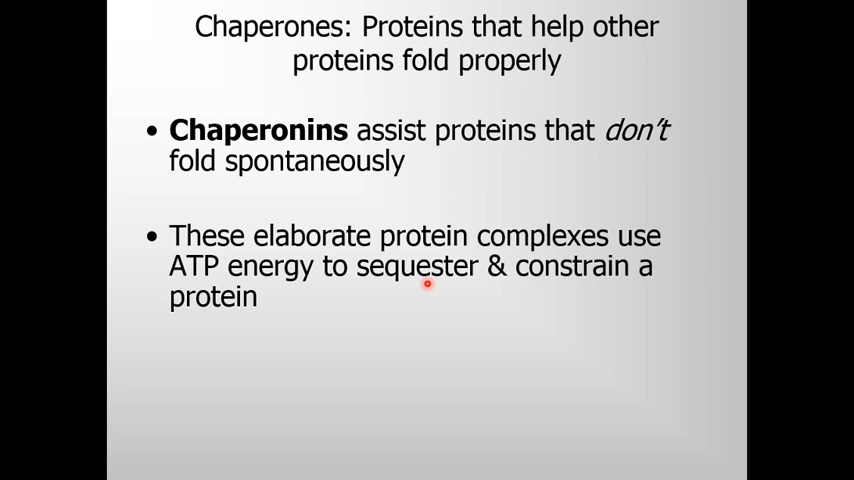 Chaperones: Proteins that help other
proteins fold properly
• Chaperonins assist proteins that don't
fold spontaneously
• These elaborate protein complexes use
ATP energy to sequester & constrain a
protein